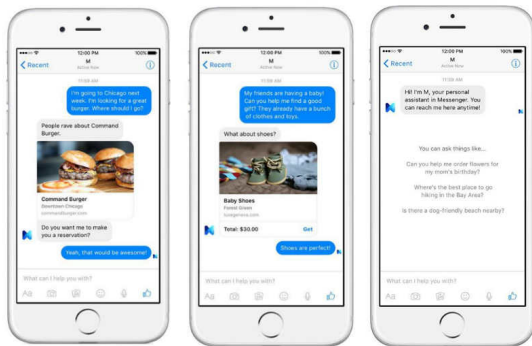 12:00 PM
100%
Recent
M
Active Now
11:59 AM
I'm going to Chicago next
week. I'm looking for a great
burger. Where should I go?
People rave about Command
Burger.
Command Burger
Downtown Chicago
commandburger.com
Do you want me to make
you a reservation?
Yeah, that would be awesome!
What can I help you with?
Aa
12:00 PM
100%
Recent
M
Active Now
11:59 AM
My friends are having a baby!
Can you help me find a good
gift? They already have a bunch
of clothes and toys.
What about shoes?
Baby Shoes
Forest Green
Total: $30.00
Get
Shoes are perfect!
What can I help you with?
Aa
12:00 PM
100%
Recent
M
Active Now
11:59 AM
Hi! I'm M, your personal
assistant in Messenger. You
can reach me here anytime!
You can ask things like...
Can you help me order flowers for
my mom's birthday?
Where's the best place to go
hiking in the Bay Area?
Is there a dog-friendly beach nearby?
What can I help you with?
Aa